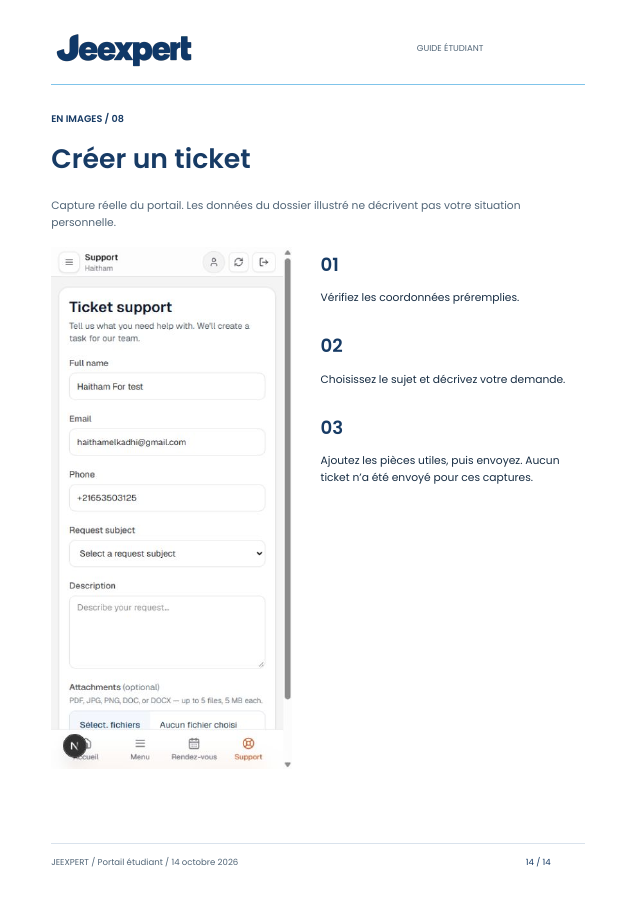 Jeexpert
GUIDE ÉTUDIANT
EN IMAGES / 08
Créer un ticket
Capture réelle du portail. Les données du dossier illustré ne décrivent pas votre situation
personnelle.
Support
Haitham
Ticket support
Tell us what you need help with. We'll create a
task for our team.
Full name
Haitham For test
Email
haithamelkadhi@gmail.com
Phone
+21653503125
Request subject
Select a request subject
Description
Describe your request...
Attachments (optional)
PDF, JPG, PNG, DOC, or DOCX — up to 5 files, 5 MB each.
Sélect. fichiers
Aucun fichier choisi
N
Menu
Rendez-vous
Support
01
Vérifiez les coordonnées préremplies.
02
Choisissez le sujet et décrivez votre demande.
03
Ajoutez les pièces utiles, puis envoyez. Aucun
ticket n’a été envoyé pour ces captures.
JEEXPERT / Portail étudiant / 14 octobre 2026
14 / 14